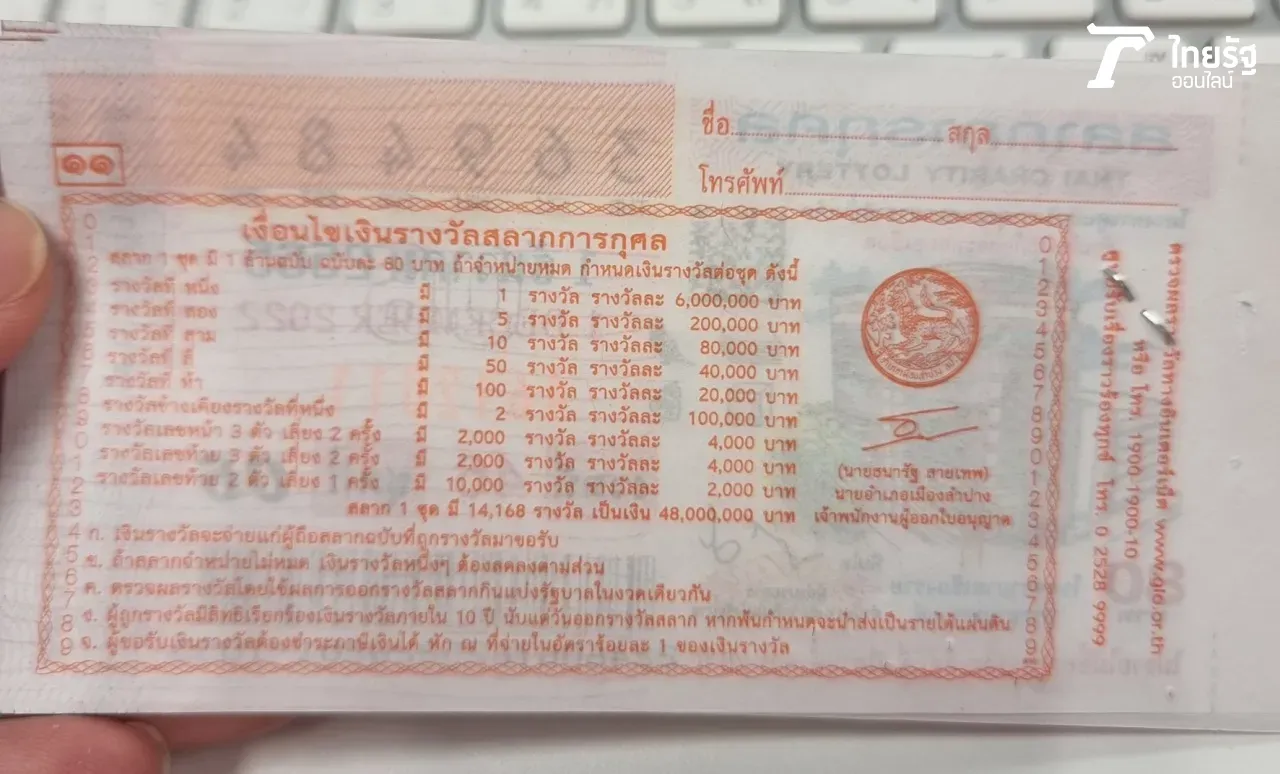 ไทยรัฐ
ออนไลน์
ชื่อ....................สกุล....................
โทรศัพท์....................
๑๑
เงื่อนไขเงินรางวัลสลากการกุศล
สลาก 1 ชุด มี 1 ล้านฉบับ ฉบับละ 80 บาท ถ้าจำหน่ายหมด กำหนดเงินรางวัลต่อชุด ดังนี้
รางวัลที่ หนึ่ง มี 1 รางวัล รางวัลละ 6,000,000 บาท
รางวัลที่ สอง มี 5 รางวัล รางวัลละ 200,000 บาท
รางวัลที่ สาม มี 10 รางวัล รางวัลละ 80,000 บาท
รางวัลที่ สี่ มี 50 รางวัล รางวัลละ 40,000 บาท
รางวัลที่ ห้า มี 100 รางวัล รางวัลละ 20,000 บาท
รางวัลข้างเคียงรางวัลที่หนึ่ง มี 2 รางวัล รางวัลละ 100,000 บาท
รางวัลเลขหน้า 3 ตัว เสี่ยง 2 ครั้ง มี 2,000 รางวัล รางวัลละ 4,000 บาท
รางวัลเลขท้าย 3 ตัว เสี่ยง 2 ครั้ง มี 2,000 รางวัล รางวัลละ 4,000 บาท
รางวัลเลขท้าย 2 ตัว เสี่ยง 1 ครั้ง มี 10,000 รางวัล รางวัลละ 2,000 บาท
สลาก 1 ชุด มี 14,168 รางวัล เป็นเงิน 48,000,000 บาท
(นายธนารัฐ สายเทพ)
นายอำเภอเมืองลำปาง
เจ้าพนักงานผู้ออกใบอนุญาต
ก. เงินรางวัลจะจ่ายแก่ผู้ถือสลากฉบับที่ถูกรางวัลมาขอรับ
ข. ถ้าสลากจำหน่ายไม่หมด เงินรางวัลหนึ่งๆ ต้องลดลงตามส่วน
ค. ตรวจผลรางวัลโดยใช้ผลการออกรางวัลสลากกินแบ่งรัฐบาลในงวดเดียวกัน
ง. ผู้ถูกรางวัลมีสิทธิเรียกร้องเงินรางวัลภายใน 10 ปี นับแต่วันออกรางวัลสลาก หากพ้นกำหนดจะนำส่งเป็นรายได้แผ่นดิน
จ. ผู้ขอรับเงินรางวัลต้องชำระภาษีเงินได้ หัก ณ ที่จ่ายในอัตราร้อยละ 1 ของเงินรางวัล
ทางอินเตอร์เน็ต www.glo.or.th
หรือ โทร. 1900-1900-10
เรื่องราวร้องทุกข์ โทร. 0 2528 9999